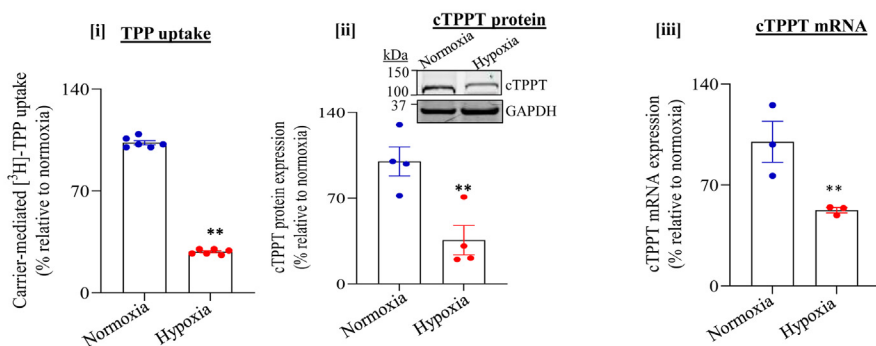 [i] TPP uptake
Carrier-mediated [³H]-TPP uptake
(% relative to normoxia)
140
70
0
**
Normoxia
Hypoxia
[ii] cTPPT protein
kDa
Normoxia
Hypoxia
150
100
37
cTPPT
GAPDH
cTPPT protein expression
(% relative to normoxia)
140
70
0
**
Normoxia
Hypoxia
[iii] cTPPT mRNA
cTPPT mRNA expression
(% relative to normoxia)
140
70
0
**
Normoxia
Hypoxia